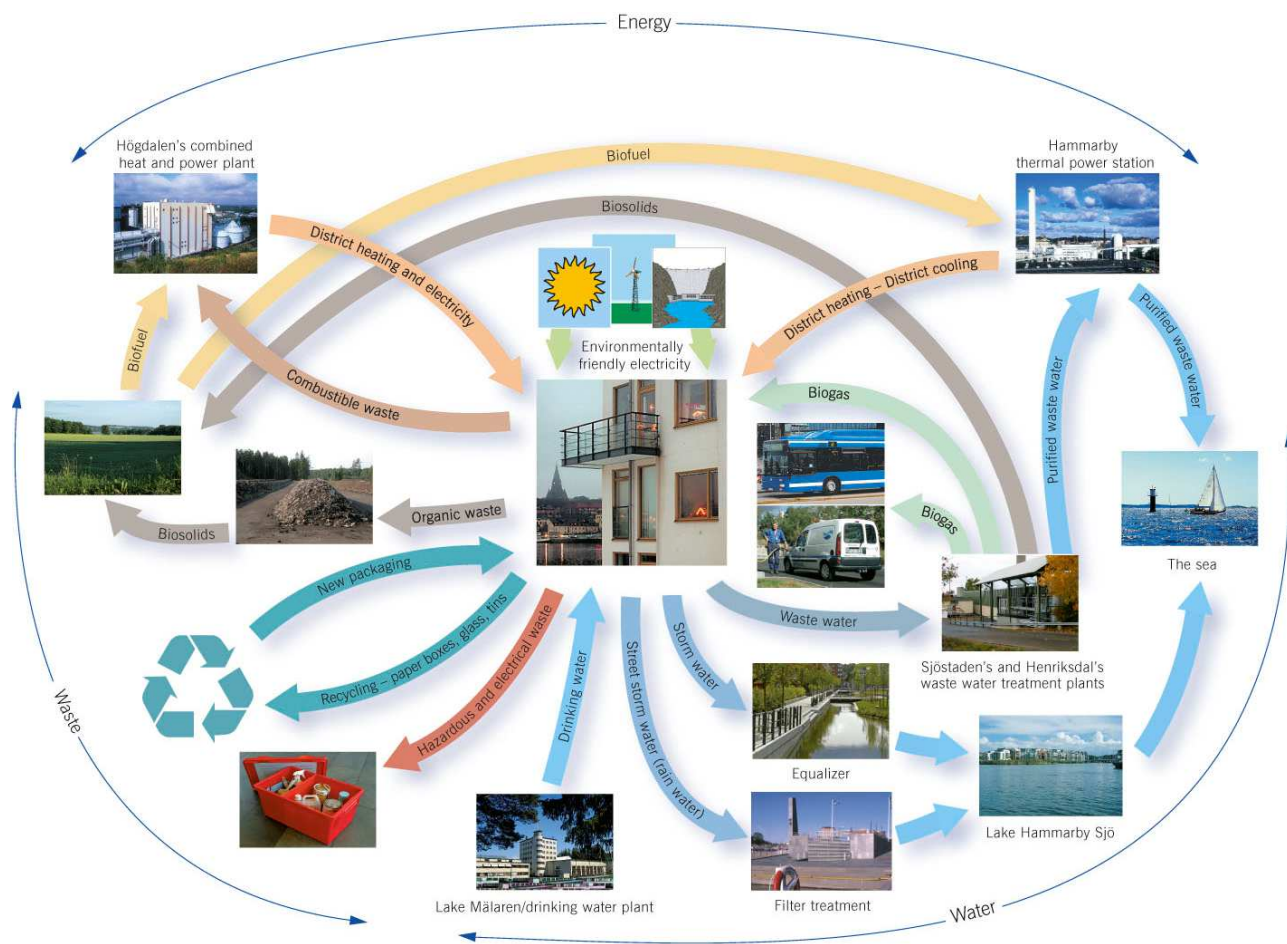 Energy
Högdalen's combined
heat and power plant
Hammarby
thermal power station
Biofuel
Biosolids
District heating and electricity
District heating – District cooling
Environmentally
friendly electricity
Biofuel
Combustible waste
Purified waste water
Purified waste water
Biogas
Biogas
Organic waste
Biosolids
The sea
New packaging
Recycling – paper boxes, glass, tins
Hazardous and electrical waste
Drinking water
Street storm water (rain water)
Storm water
Waste water
Sjöstaden's and Henriksdal's
waste water treatment plants
Waste
Equalizer
Lake Hammarby Sjö
Lake Mälaren/drinking water plant
Filter treatment
Water